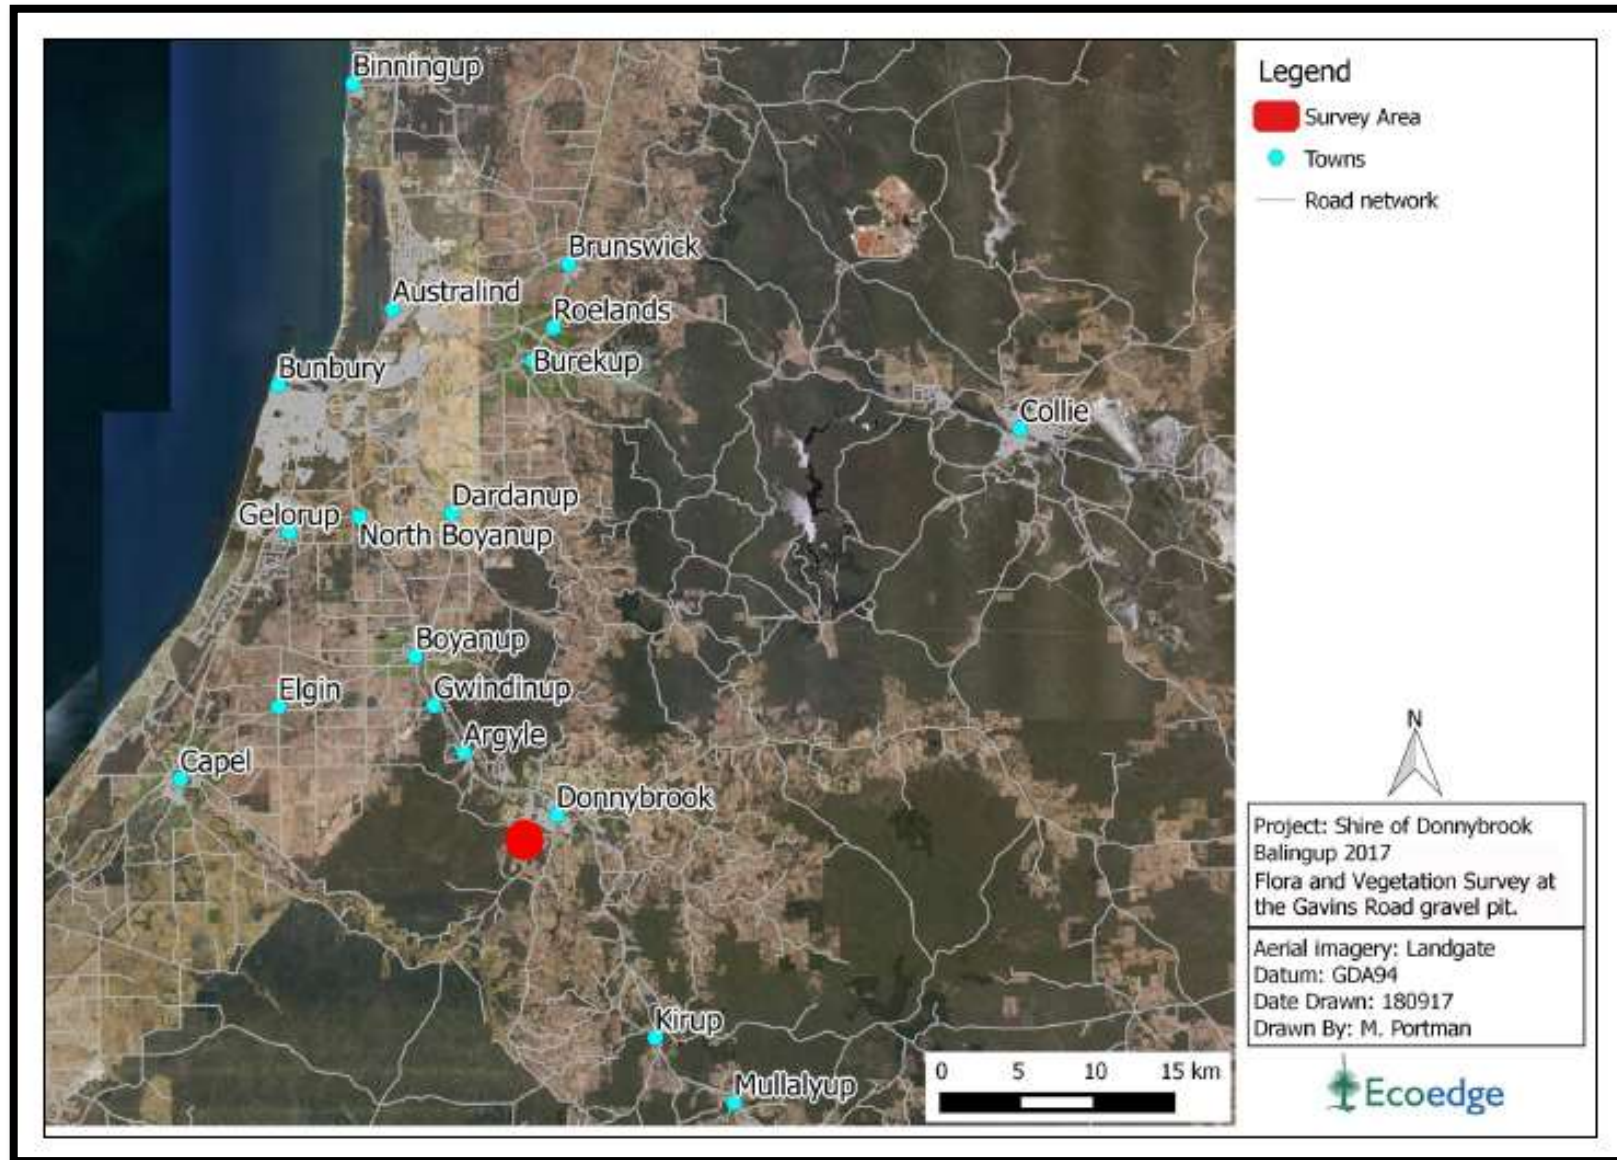 Binningup
Brunswick
Australind
Roelands
Burekup
Bunbury
Collie
Dardanup
Gelorup
North Boyanup
Boyanup
Elgin
Gwindinup
Argyle
Capel
Donnybrook
Kirup
Mullalyup
0 5 10 15 km
Legend
Survey Area
Towns
Road network
N
Project: Shire of Donnybrook
Balingup 2017
Flora and Vegetation Survey at
the Gavins Road gravel pit.
Aerial imagery: Landgate
Datum: GDA94
Date Drawn: 180917
Drawn By: M. Portman
Ecoedge